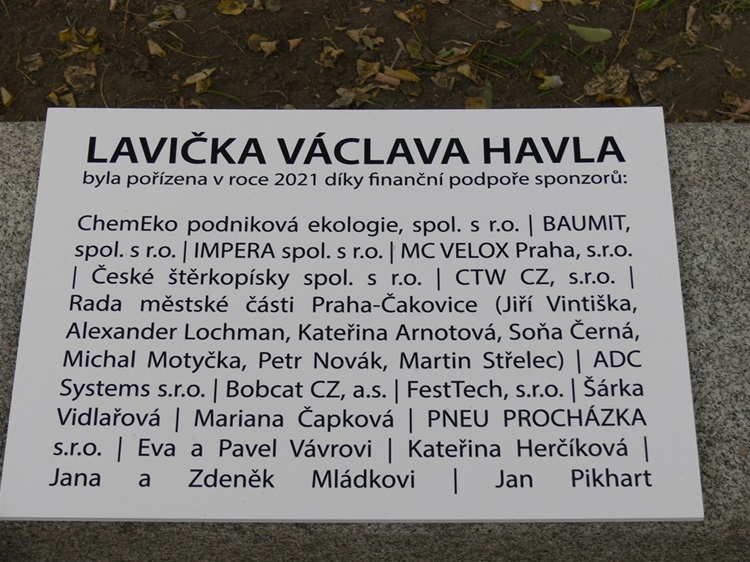 LAVIČKA VÁCLAVA HAVLA
byla pořízena v roce 2021 díky finanční podpoře sponzorů:
ChemEko podniková ekologie, spol. s r.o. | BAUMIT,
spol. s r.o. | IMPERA spol. s r.o. | MC VELOX Praha, s.r.o.
| České štěrkopísky spol. s r.o. | CTW CZ, s.r.o. |
Rada městské části Praha-Čakovice (Jiří Vintiška,
Alexander Lochman, Kateřina Arnotová, Soňa Černá,
Michal Motyčka, Petr Novák, Martin Střelec) | ADC
Systems s.r.o. | Bobcat CZ, a.s. | FestTech, s.r.o. | Šárka
Vidlařová | Mariana Čapková | PNEU PROCHÁZKA
s.r.o. | Eva a Pavel Vávrovi | Kateřina Herčíková |
Jana a Zdeněk Mládkovi | Jan Pikhart